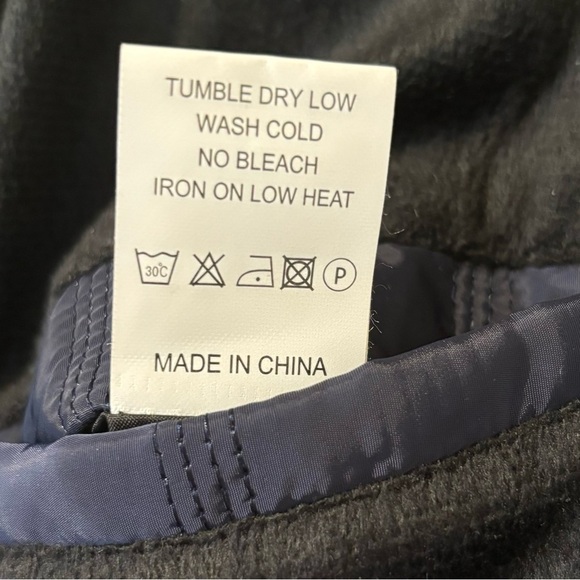 TUMBLE DRY LOW
WASH COLD
NO BLEACH
IRON ON LOW HEAT
30°C P
MADE IN CHINA